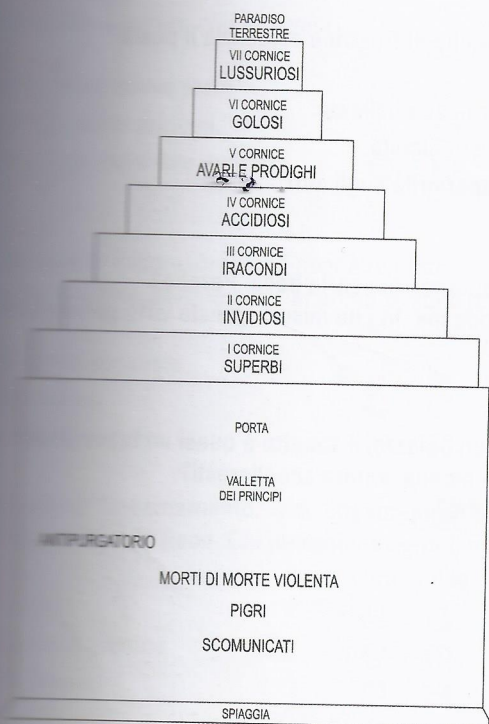 PARADISO
TERRESTRE
VII CORNICE
LUSSURIOSI
VI CORNICE
GOLOSI
V CORNICE
AVARI E PRODIGHI
IV CORNICE
ACCIDIOSI
III CORNICE
IRACONDI
II CORNICE
INVIDIOSI
I CORNICE
SUPERBI
PORTA
VALLETTA
DEI PRINCIPI
ANTIPURGATORIO
MORTI DI MORTE VIOLENTA
PIGRI
SCOMUNICATI
SPIAGGIA